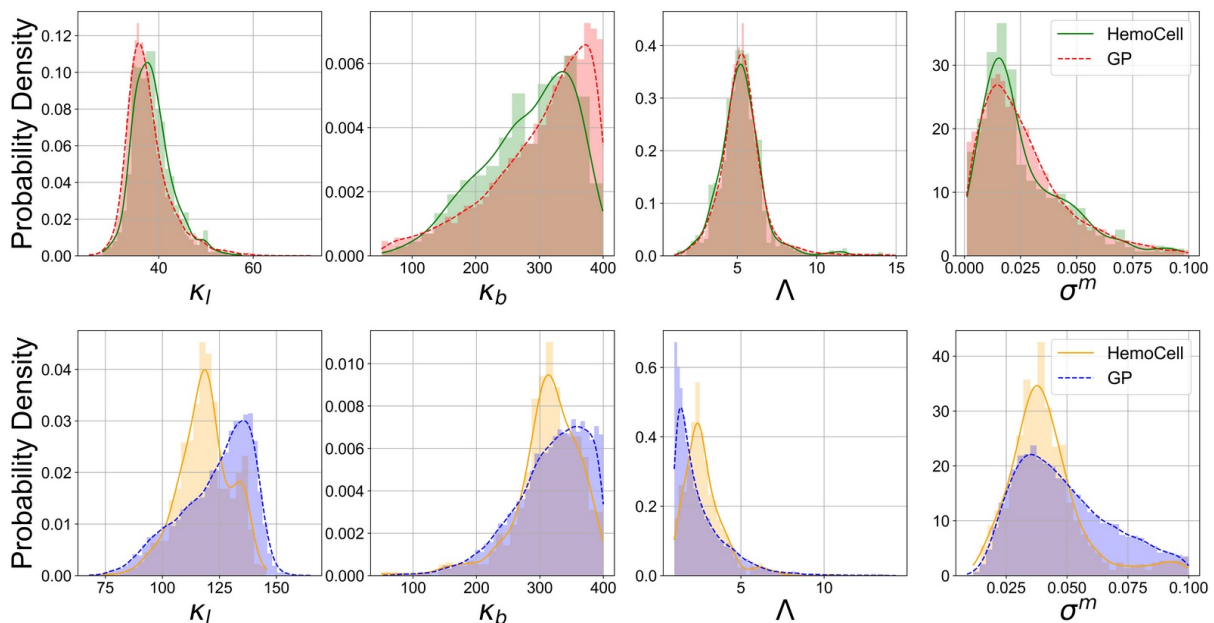 Probability Density
0.12
0.10
0.08
0.06
0.04
0.02
0.00
40 60
κ_l
0.006
0.004
0.002
0.000
100 200 300 400
κ_b
0.4
0.3
0.2
0.1
0.0
5 10 15
Λ
HemoCell
GP
30
20
10
0
0.000 0.025 0.050 0.075 0.100
σ^m
Probability Density
0.04
0.03
0.02
0.01
0.00
75 100 125 150
κ_l
0.010
0.008
0.006
0.004
0.002
0.000
100 200 300 400
κ_b
0.6
0.4
0.2
0.0
5 10
Λ
HemoCell
GP
40
30
20
10
0
0.025 0.050 0.075 0.100
σ^m